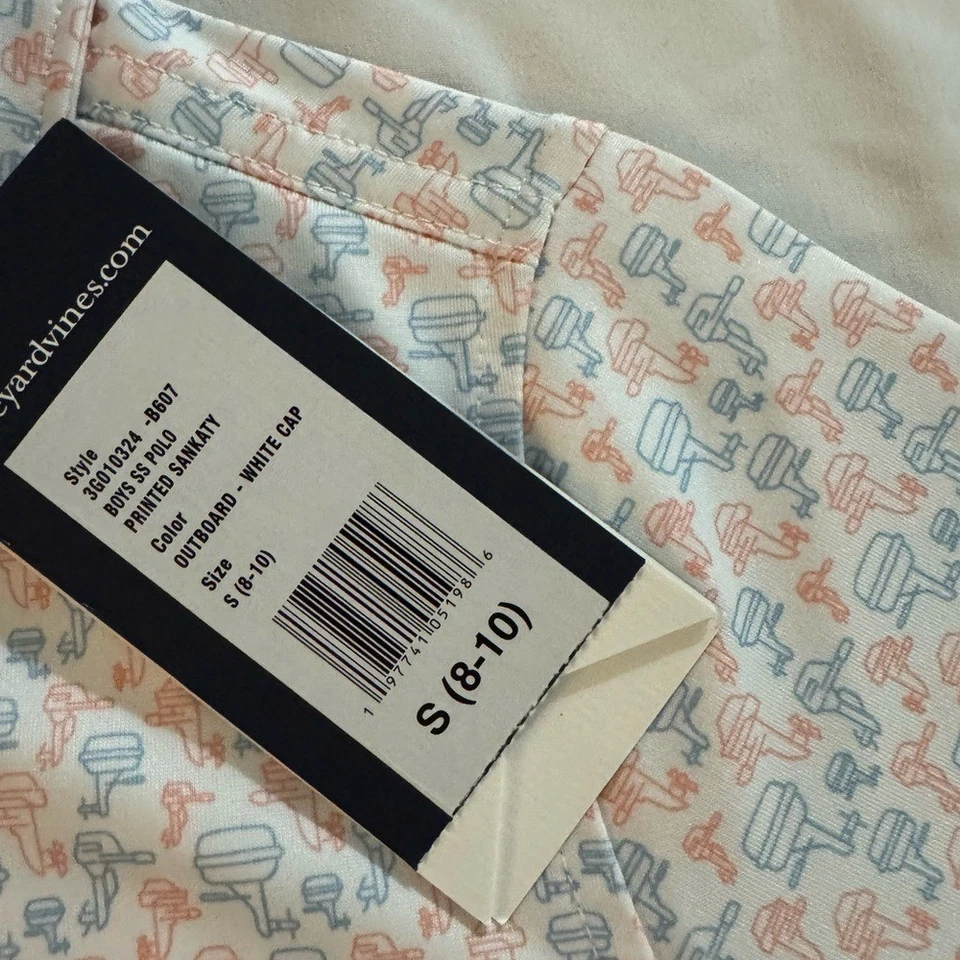 eyardvines.com
Style
3G010324 -B607
BOYS SS POLO
PRINTED SANKATY
Color
OUTBOARD - WHITE CAP
Size
S (8-10)
1 97741 05198 6
S (8-10)